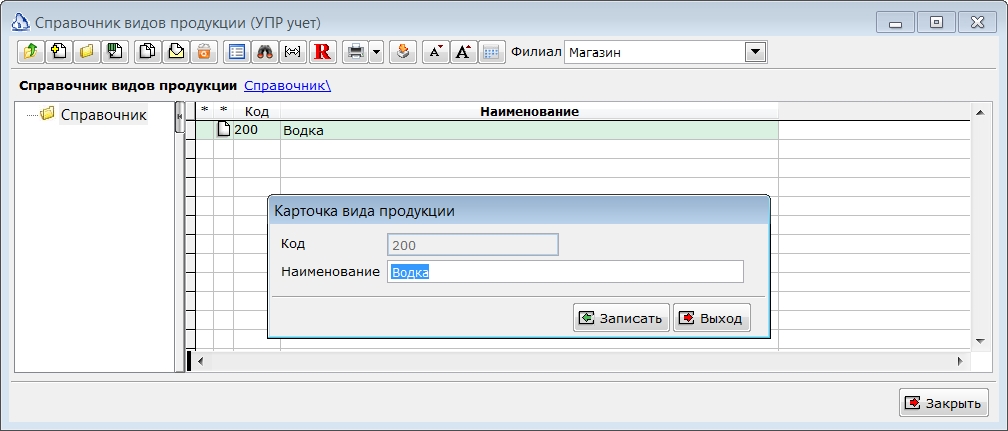 Справочник видов продукции (УПР учет)
R Филиал Магазин
Справочник видов продукции Справочник\
Справочник
* * Код Наименование
200 Водка
Карточка вида продукции
Код 200
Наименование Водка
Записать Выход
Закрыть